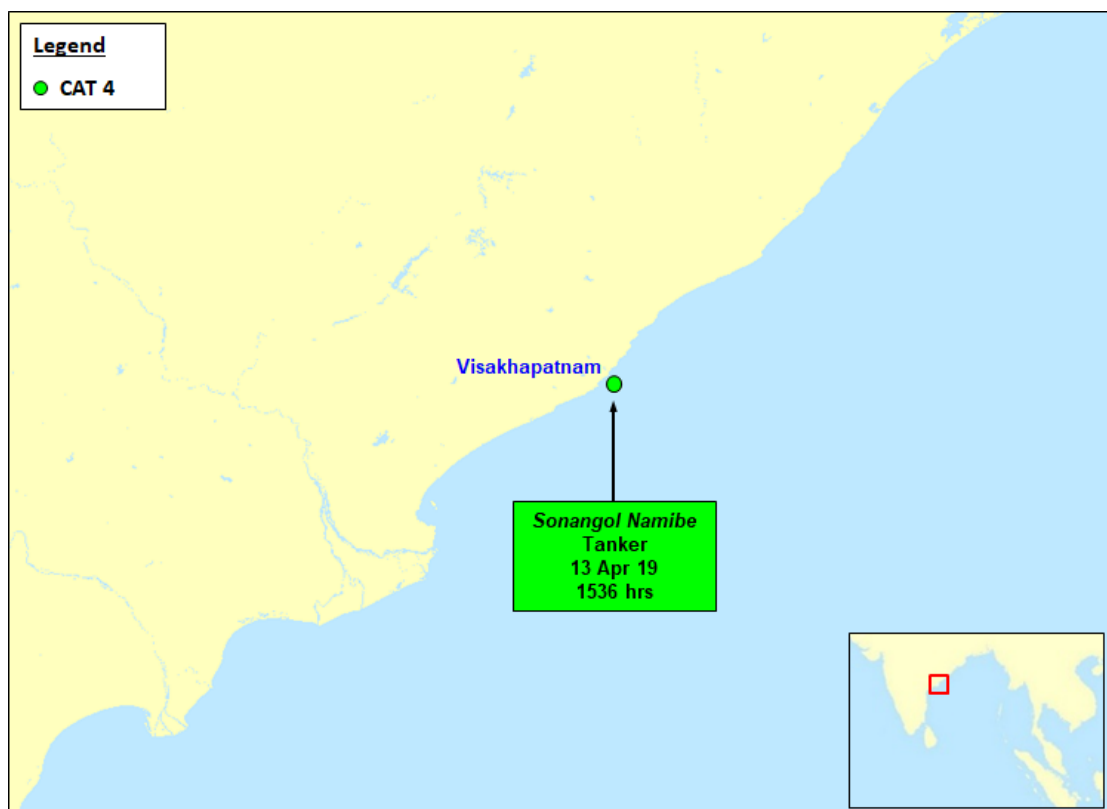 Legend
CAT 4
Visakhapatnam
Sonangol Namibe
Tanker
13 Apr 19
1536 hrs